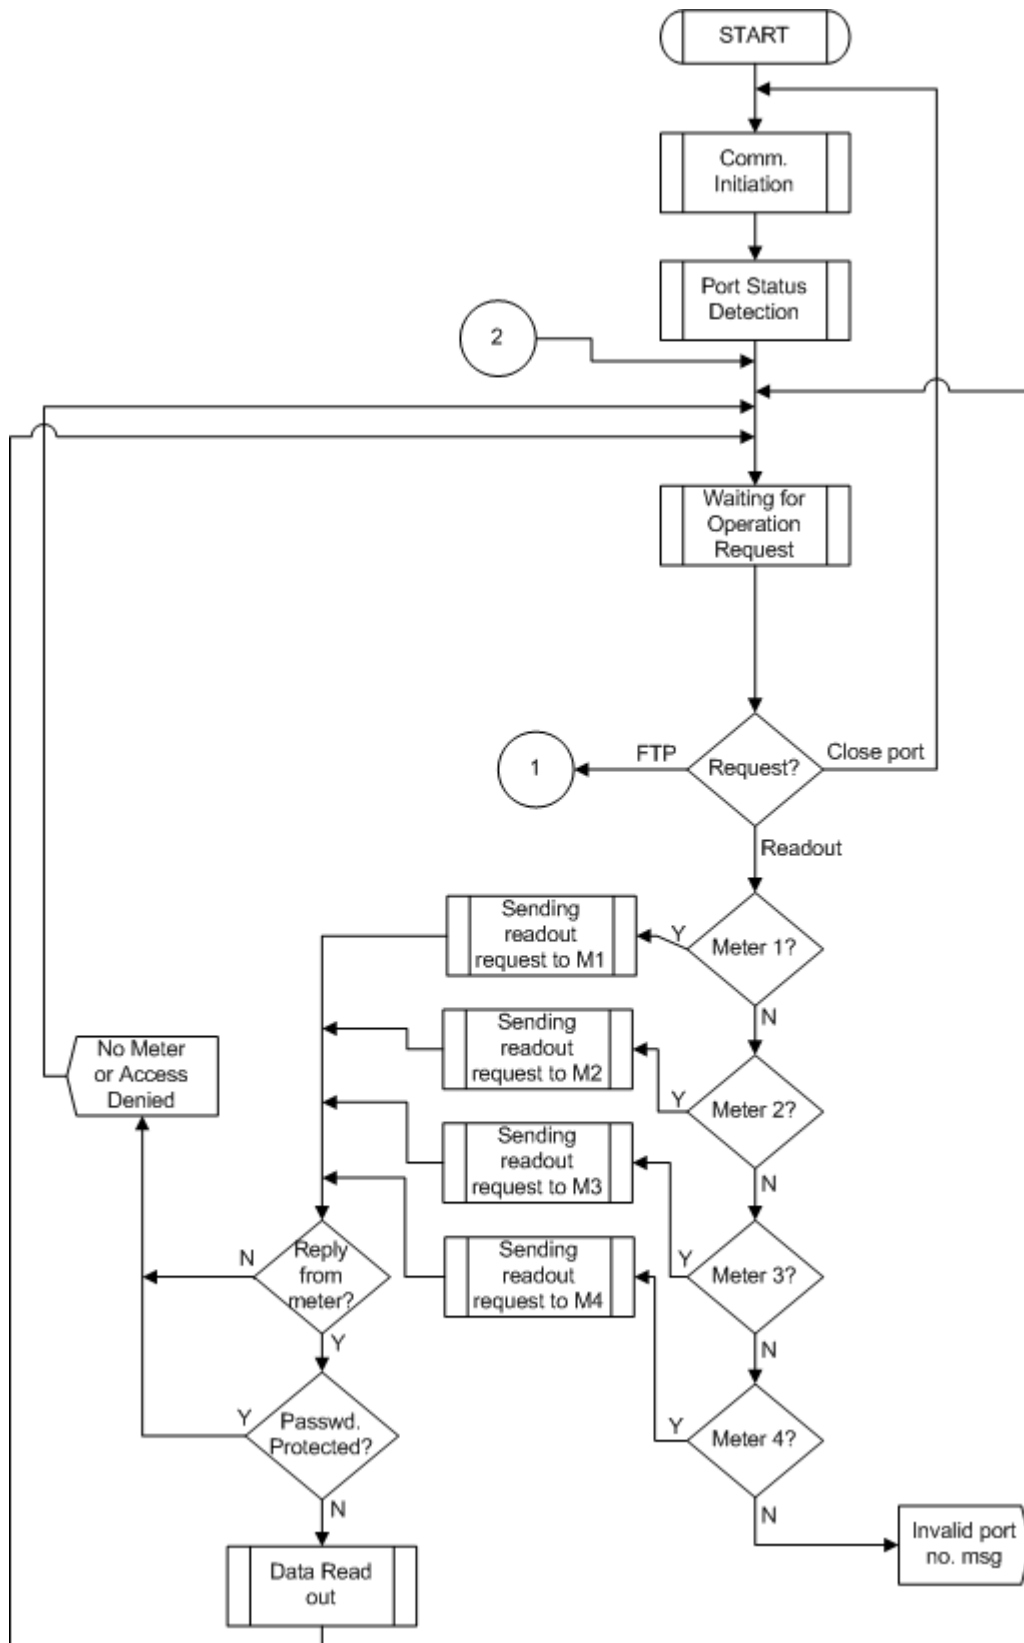 START
Comm.
Initiation
Port Status
Detection
2
Waiting for
Operation
Request
1
FTP
Request?
Close port
Readout
Sending
readout
request to M1
Y
Meter 1?
N
Sending
readout
request to M2
Y
Meter 2?
N
No Meter
or Access
Denied
Sending
readout
request to M3
Y
Meter 3?
N
Sending
readout
request to M4
Y
Meter 4?
N
Reply
from
meter?
N
Y
Passwd.
Protected?
Y
N
Data Read
out
Invalid port
no. msg